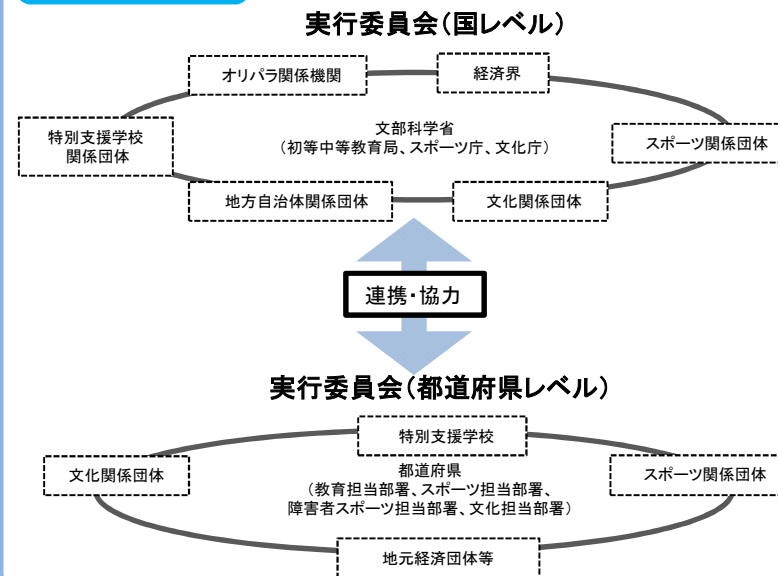 実行委員会(国レベル)
オリパラ関係機関
経済界
特別支援学校
関係団体
文部科学省
(初等中等教育局、スポーツ庁、文化庁)
スポーツ関係団体
地方自治体関係団体
文化関係団体
連携・協力
実行委員会(都道府県レベル)
特別支援学校
文化関係団体
都道府県
(教育担当部署、スポーツ担当部署、
障害者スポーツ担当部署、文化担当部署)
スポーツ関係団体
地元経済団体等